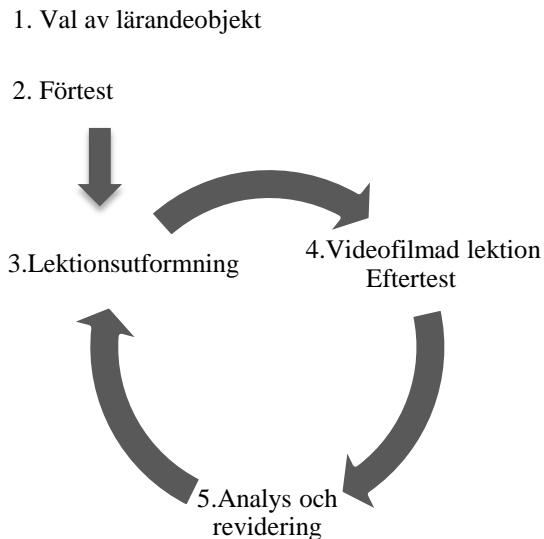 1. Val av lärandeobjekt
2. Förtest
3.Lektionsutformning
4.Videofilmad lektion
Eftertest
5.Analys och
revidering